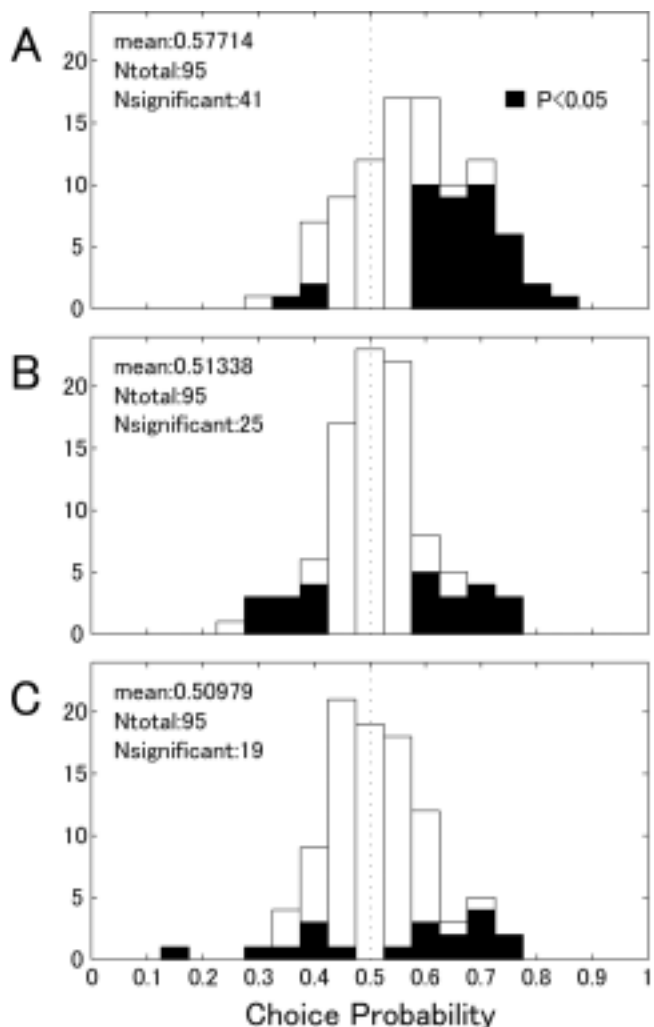 A
mean:0.57714
Ntotal:95
Nsignificant:41
P<0.05
20
15
10
5
0
B
mean:0.51338
Ntotal:95
Nsignificant:25
20
15
10
5
0
C
mean:0.50979
Ntotal:95
Nsignificant:19
20
15
10
5
0
0 0.1 0.2 0.3 0.4 0.5 0.6 0.7 0.8 0.9 1
Choice Probability